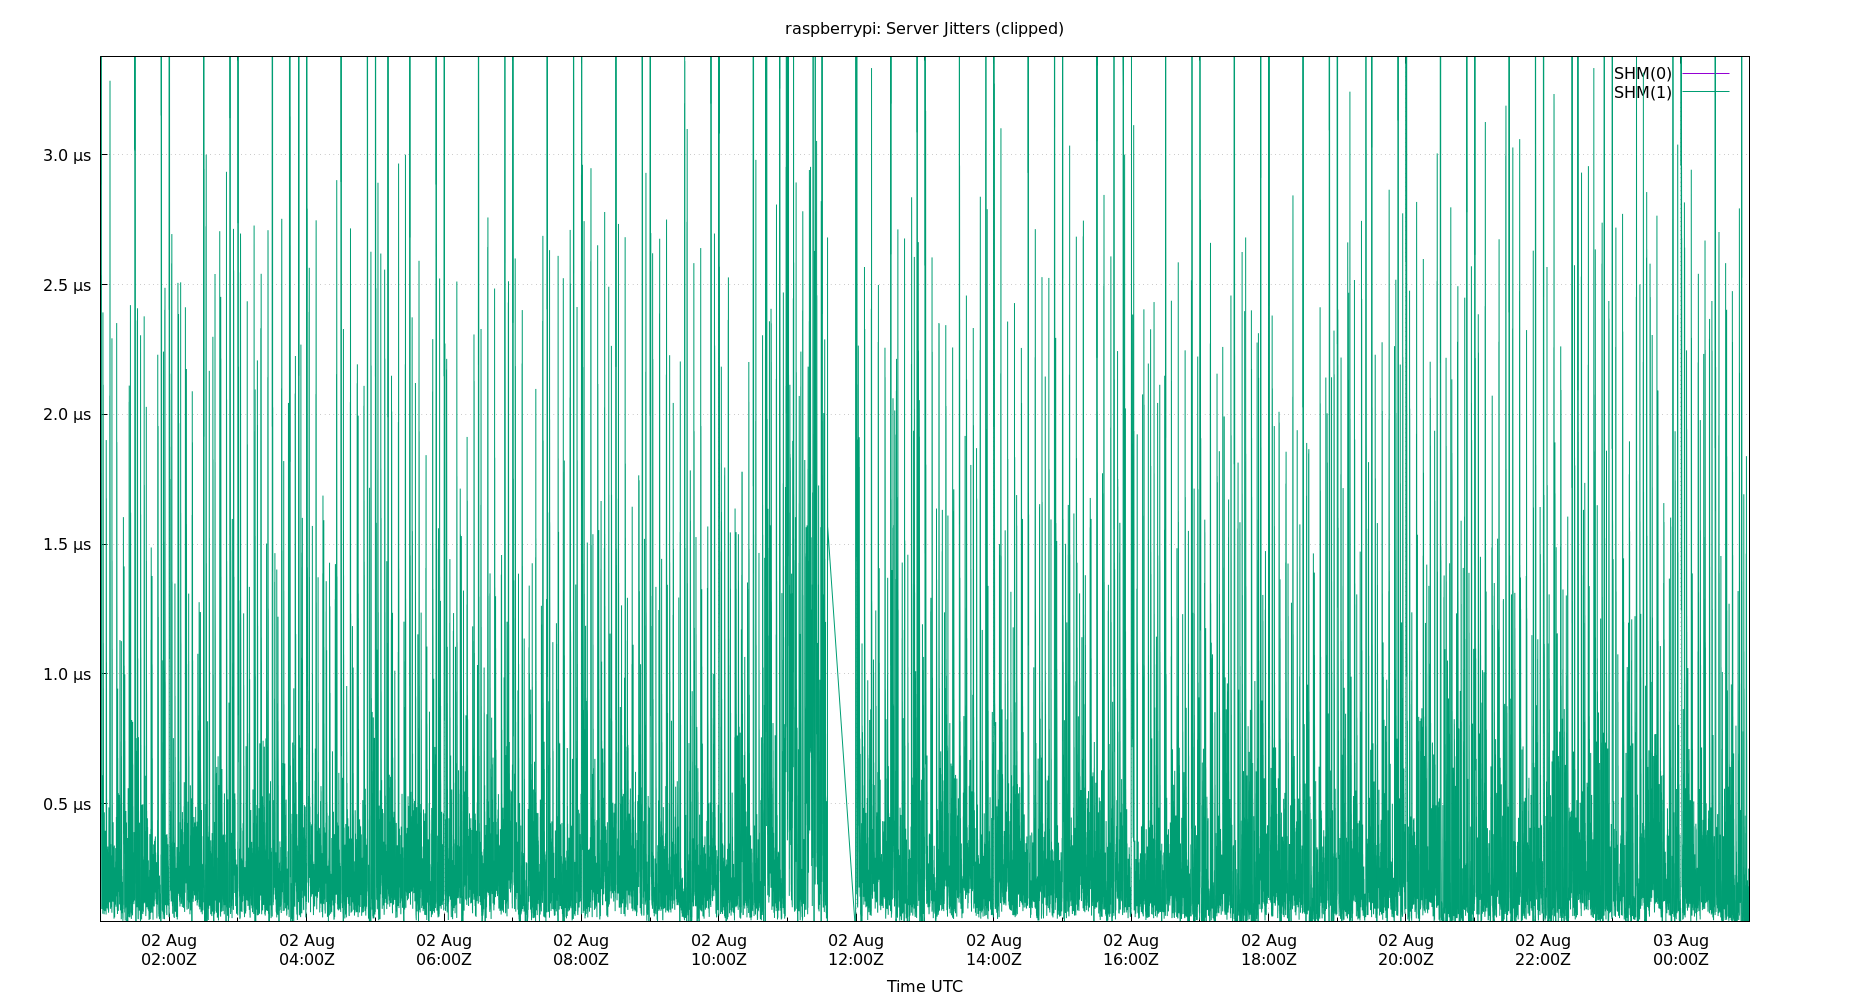 raspberrypi: Server Jitters (clipped)
SHM(0)
SHM(1)
3.0 μs
2.5 μs
2.0 μs
1.5 μs
1.0 μs
0.5 μs
02 Aug 02 Aug 02 Aug 02 Aug 02 Aug 02 Aug 02 Aug 02 Aug 02 Aug 02 Aug 02 Aug 03 Aug
02:00Z 04:00Z 06:00Z 08:00Z 10:00Z 12:00Z 14:00Z 16:00Z 18:00Z 20:00Z 22:00Z 00:00Z
Time UTC